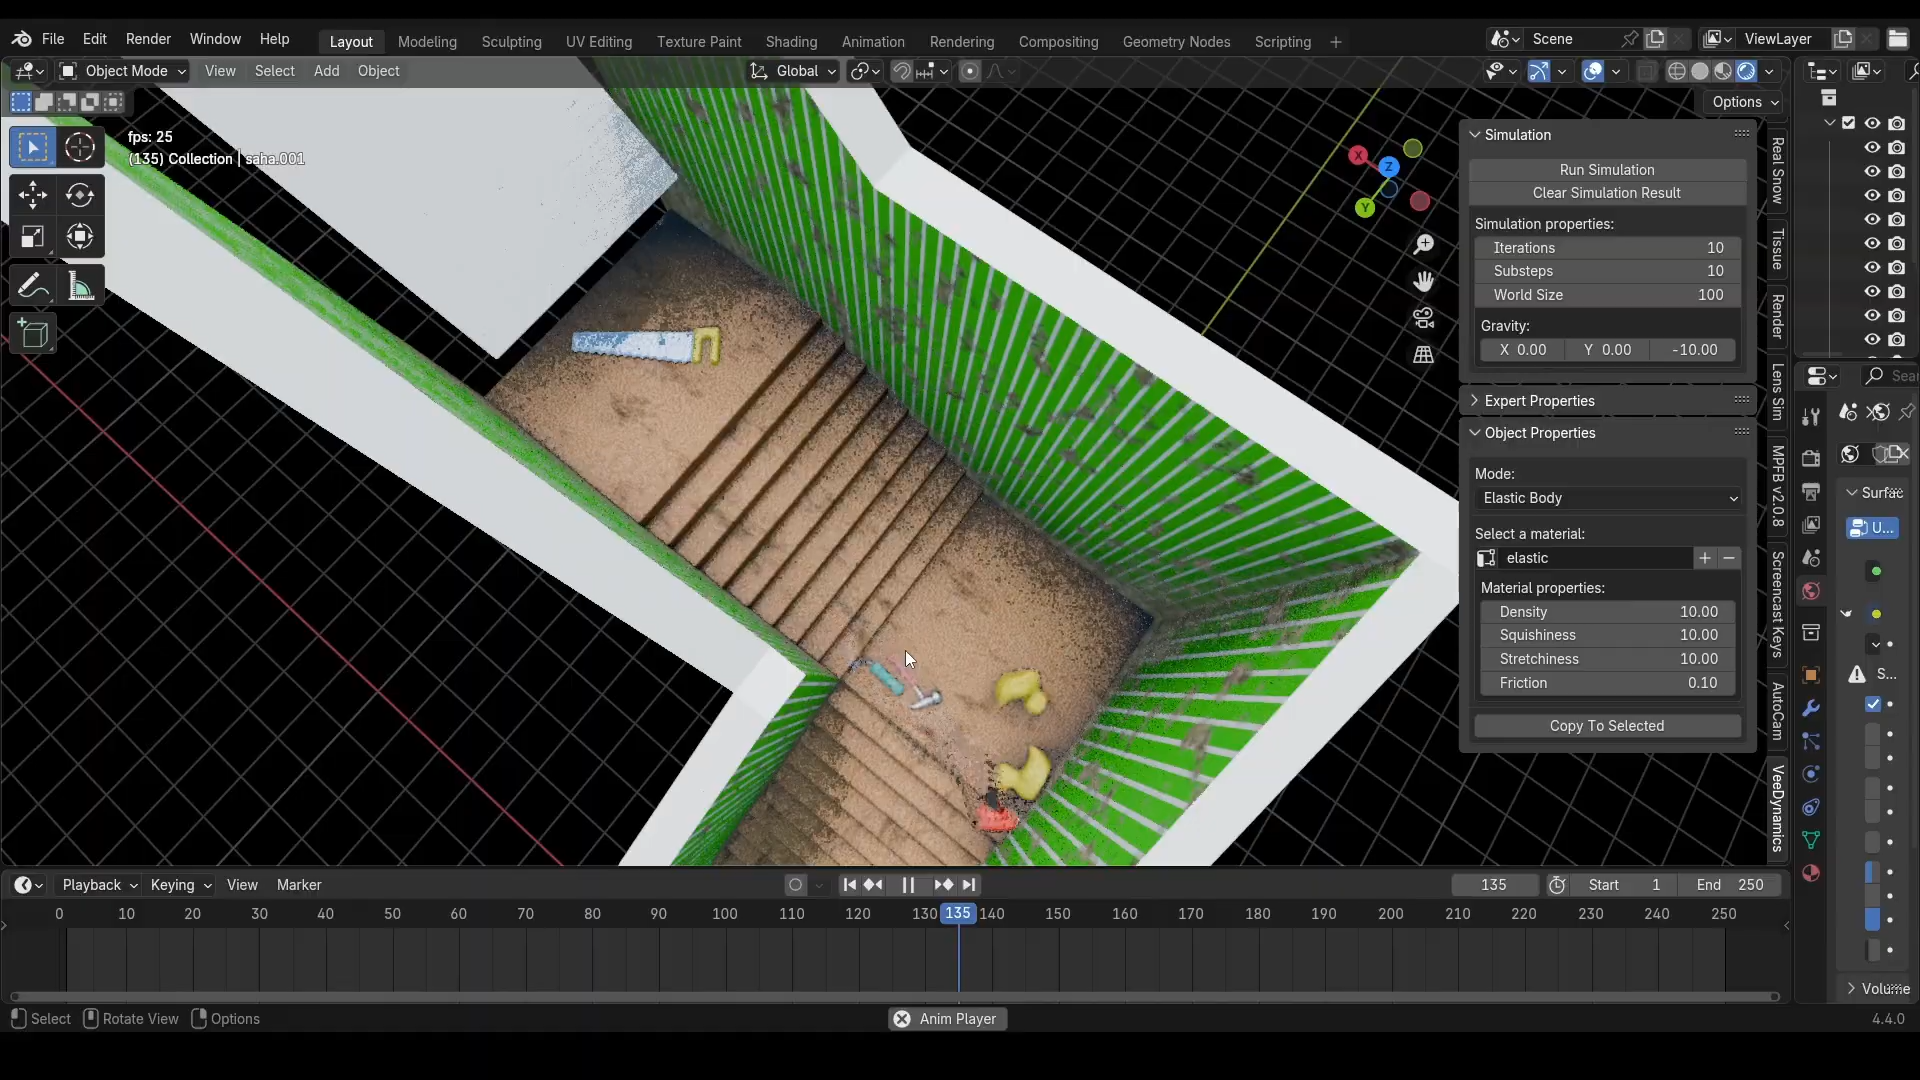 File Edit Render Window Help Layout Modeling Sculpting UV Editing Texture Paint Shading Animation Rendering Compositing Geometry Nodes Scripting + Scene ViewLayer
Object Mode View Select Add Object Global
Options
fps: 25
(135) Collection | saha.001
X
Y
Z
Simulation
Run Simulation
Clear Simulation Result
Simulation properties:
Iterations 10
Substeps 10
World Size 100
Gravity:
X 0.00 Y 0.00 -10.00
Expert Properties
Object Properties
Mode:
Elastic Body
Select a material:
elastic
Material properties:
Density 10.00
Squishiness 10.00
Stretchiness 10.00
Friction 0.10
Copy To Selected
Real Snow
Tissue
Render
Lens Sim
MPFB v2.0.8
Screencast Keys
AutoCam
VeeDynamics
Sear
Surfac
U...
S...
Volume
Playback Keying View Marker 135 Start 1 End 250
0 10 20 30 40 50 60 70 80 90 100 110 120 130 135 140 150 160 170 180 190 200 210 220 230 240 250
Select Rotate View Options Anim Player 4.4.0